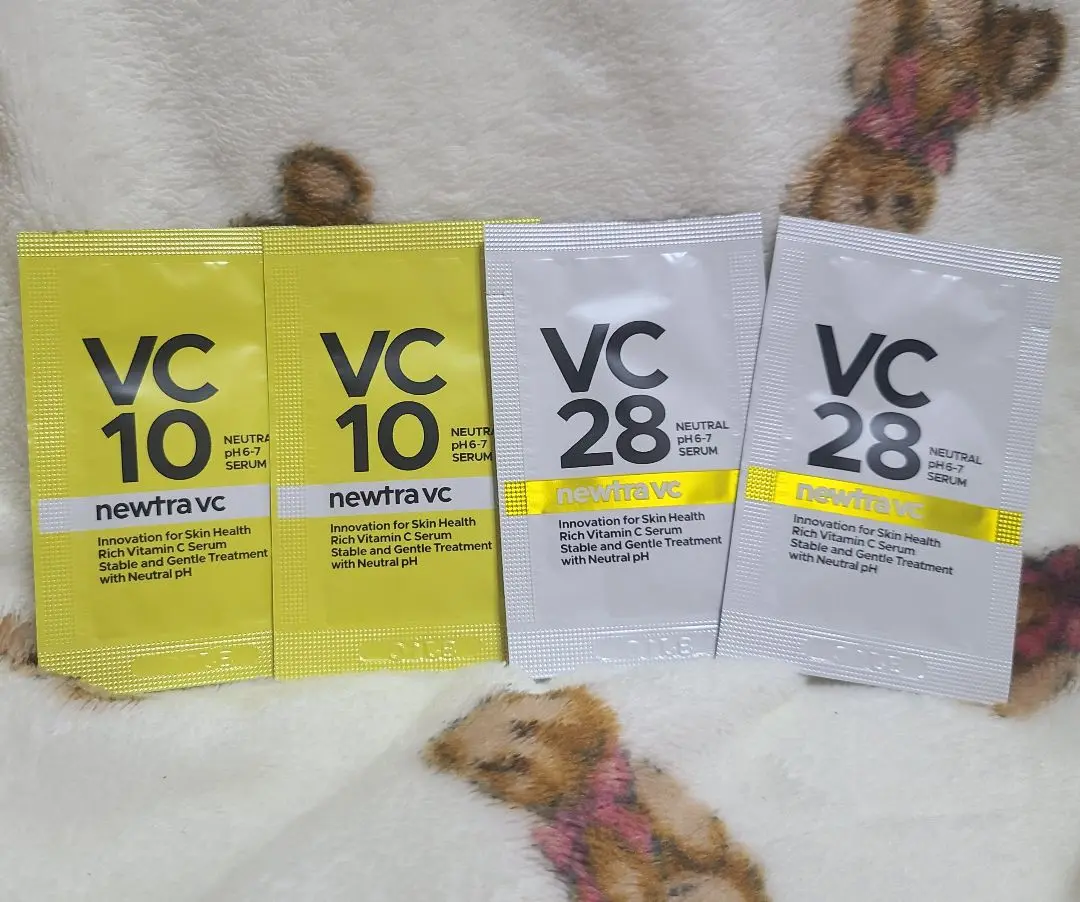 VC
10
NEUTRA
pH 6-7
SERUM
newtra vc
Innovation for Skin Health
Rich Vitamin C Serum
Stable and Gentle Treatment
with Neutral pH
VC
10
NEUTRA
pH 6-7
SERUM
newtra vc
Innovation for Skin Health
Rich Vitamin C Serum
Stable and Gentle Treatment
with Neutral pH
VC
28
NEUTRAL
pH 6-7
SERUM
newtra vc
Innovation for Skin Health
Rich Vitamin C Serum
Stable and Gentle Treatment
with Neutral pH
VC
28
NEUTRAL
pH 6-7
SERUM
newtra vc
Innovation for Skin Health
Rich Vitamin C Serum
Stable and Gentle Treatment
with Neutral pH